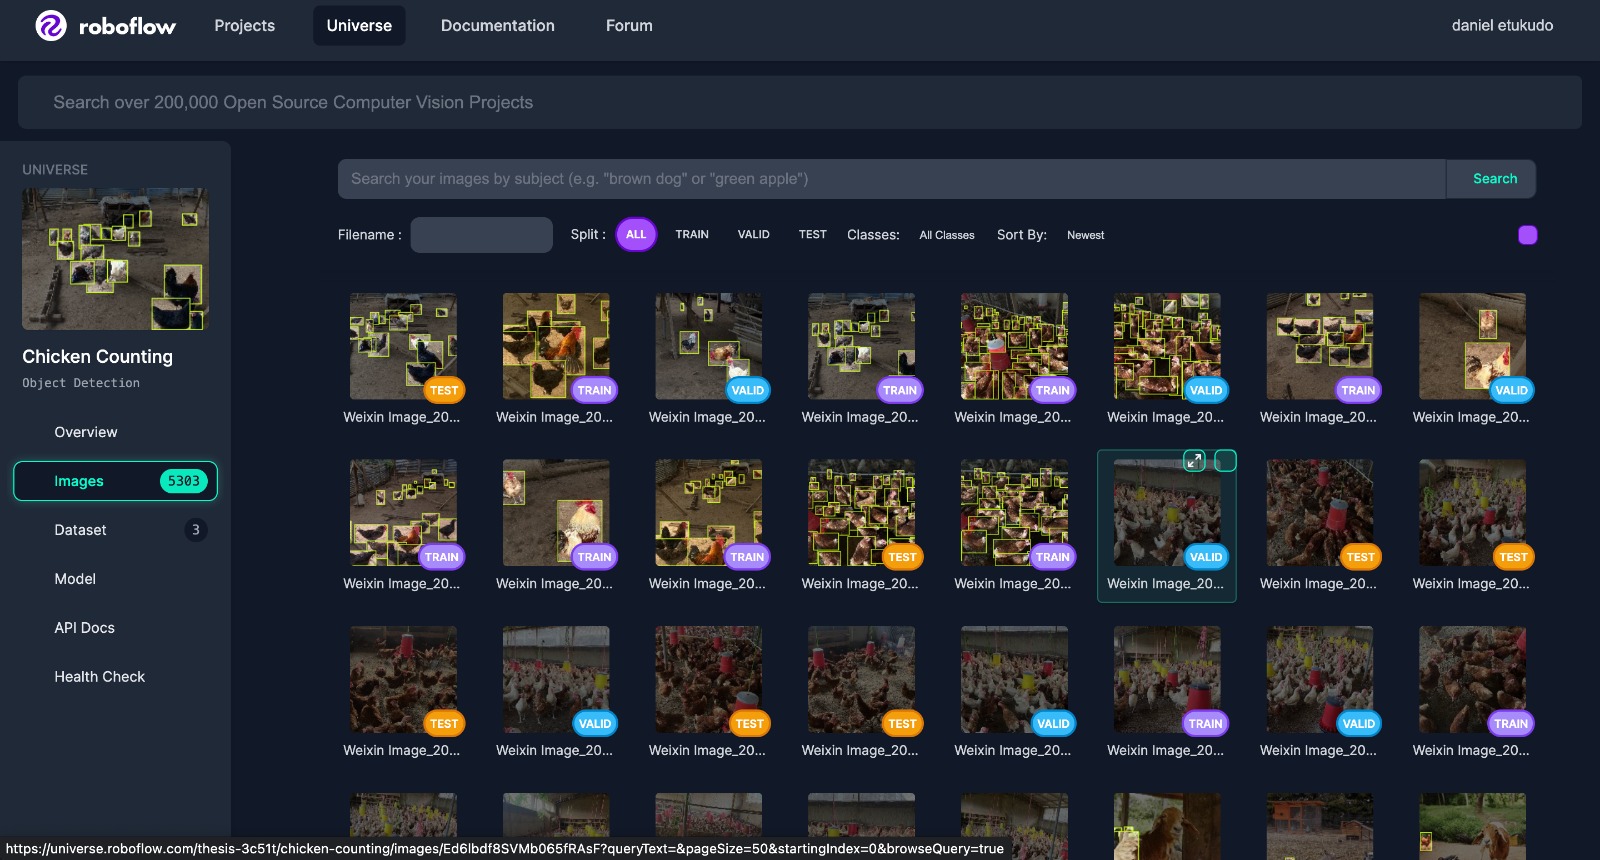 roboflow
Projects
Universe
Documentation
Forum
daniel etukudo
Search over 200,000 Open Source Computer Vision Projects
UNIVERSE
Chicken Counting
Object Detection
Overview
Images 5303
Dataset 3
Model
API Docs
Health Check
Search your images by subject (e.g. "brown dog" or "green apple")
Search
Filename :
Split : ALL TRAIN VALID TEST
Classes: All Classes
Sort By: Newest
TEST TRAIN VALID TRAIN TRAIN VALID TRAIN VALID
Weixin Image_20... Weixin Image_20... Weixin Image_20... Weixin Image_20... Weixin Image_20... Weixin Image_20... Weixin Image_20... Weixin Image_20...
TRAIN TRAIN TRAIN TEST TRAIN VALID TEST TEST
Weixin Image_20... Weixin Image_20... Weixin Image_20... Weixin Image_20... Weixin Image_20... Weixin Image_20... Weixin Image_20... Weixin Image_20...
TEST VALID TEST TEST VALID TRAIN VALID TRAIN
Weixin Image_20... Weixin Image_20... Weixin Image_20... Weixin Image_20... Weixin Image_20... Weixin Image_20... Weixin Image_20... Weixin Image_20...
https://universe.roboflow.com/thesis-3c51t/chicken-counting/images/Ed6lbdf8SVMb065fRAsF?queryText=&pageSize=50&startingIndex=0&browseQuery=true